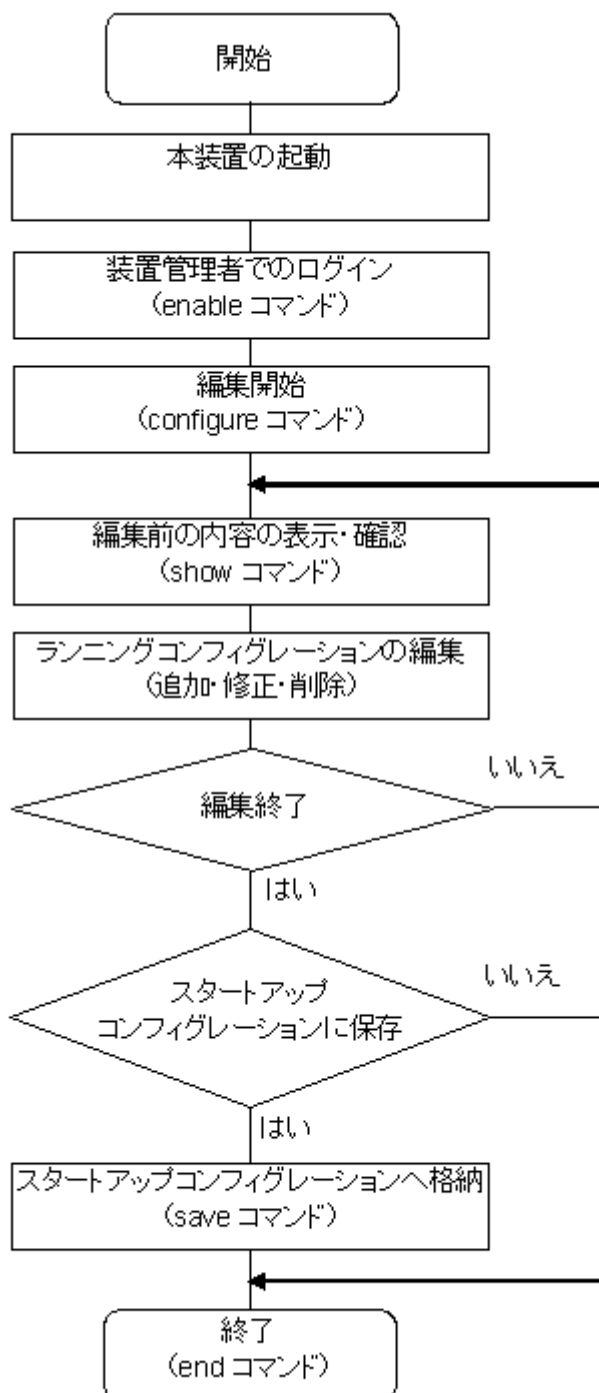 開始
本装置の起動
装置管理者でのログイン
(enable コマンド)
編集開始
(configure コマンド)
編集前の内容の表示・確認
(show コマンド)
ランニングコンフィグレーションの編集
(追加・修正・削除)
いいえ
編集終了
はい
いいえ
スタートアップ
コンフィグレーションに保存
はい
スタートアップコンフィグレーションへ格納
(save コマンド)
終了
(end コマンド)